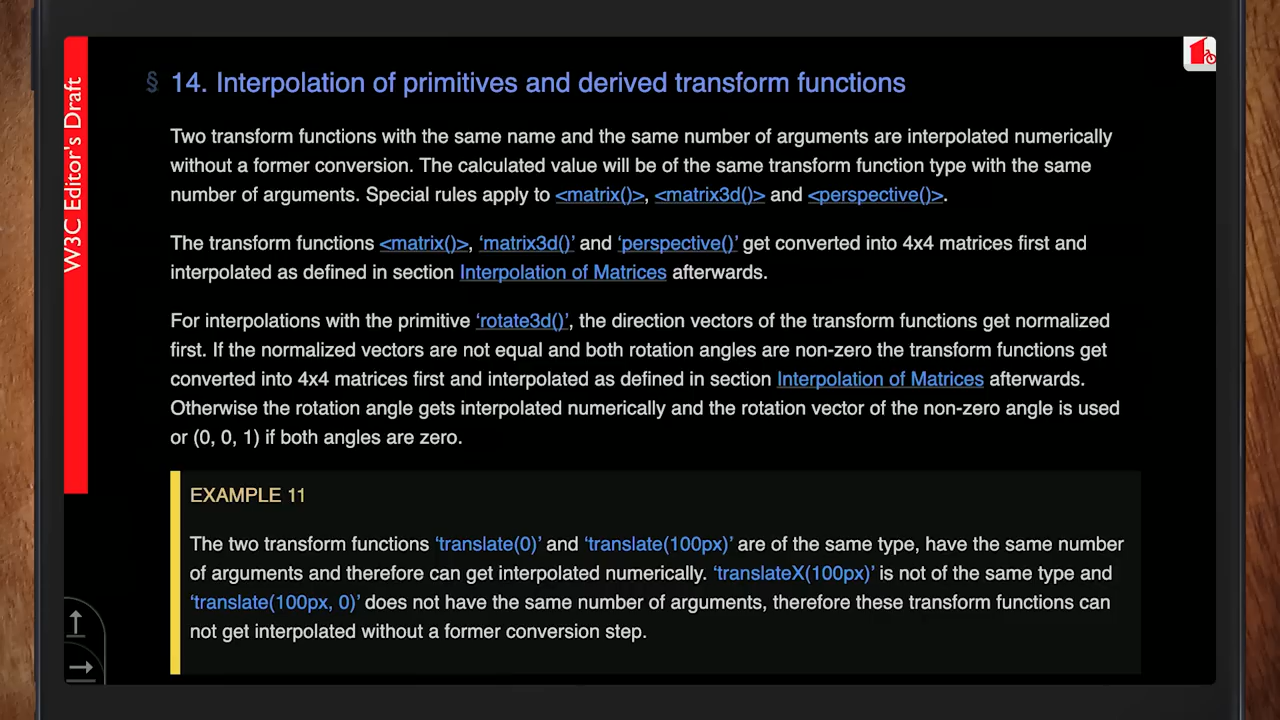 W3C Editor's Draft
§ 14. Interpolation of primitives and derived transform functions
Two transform functions with the same name and the same number of arguments are interpolated numerically
without a former conversion. The calculated value will be of the same transform function type with the same
number of arguments. Special rules apply to <matrix()>, <matrix3d()> and <perspective()>.
The transform functions <matrix()>, ‘matrix3d()’ and ‘perspective()’ get converted into 4x4 matrices first and
interpolated as defined in section Interpolation of Matrices afterwards.
For interpolations with the primitive ‘rotate3d()’, the direction vectors of the transform functions get normalized
first. If the normalized vectors are not equal and both rotation angles are non-zero the transform functions get
converted into 4x4 matrices first and interpolated as defined in section Interpolation of Matrices afterwards.
Otherwise the rotation angle gets interpolated numerically and the rotation vector of the non-zero angle is used
or (0, 0, 1) if both angles are zero.
EXAMPLE 11
The two transform functions ‘translate(0)’ and ‘translate(100px)’ are of the same type, have the same number
of arguments and therefore can get interpolated numerically. ‘translateX(100px)’ is not of the same type and
‘translate(100px, 0)’ does not have the same number of arguments, therefore these transform functions can
not get interpolated without a former conversion step.